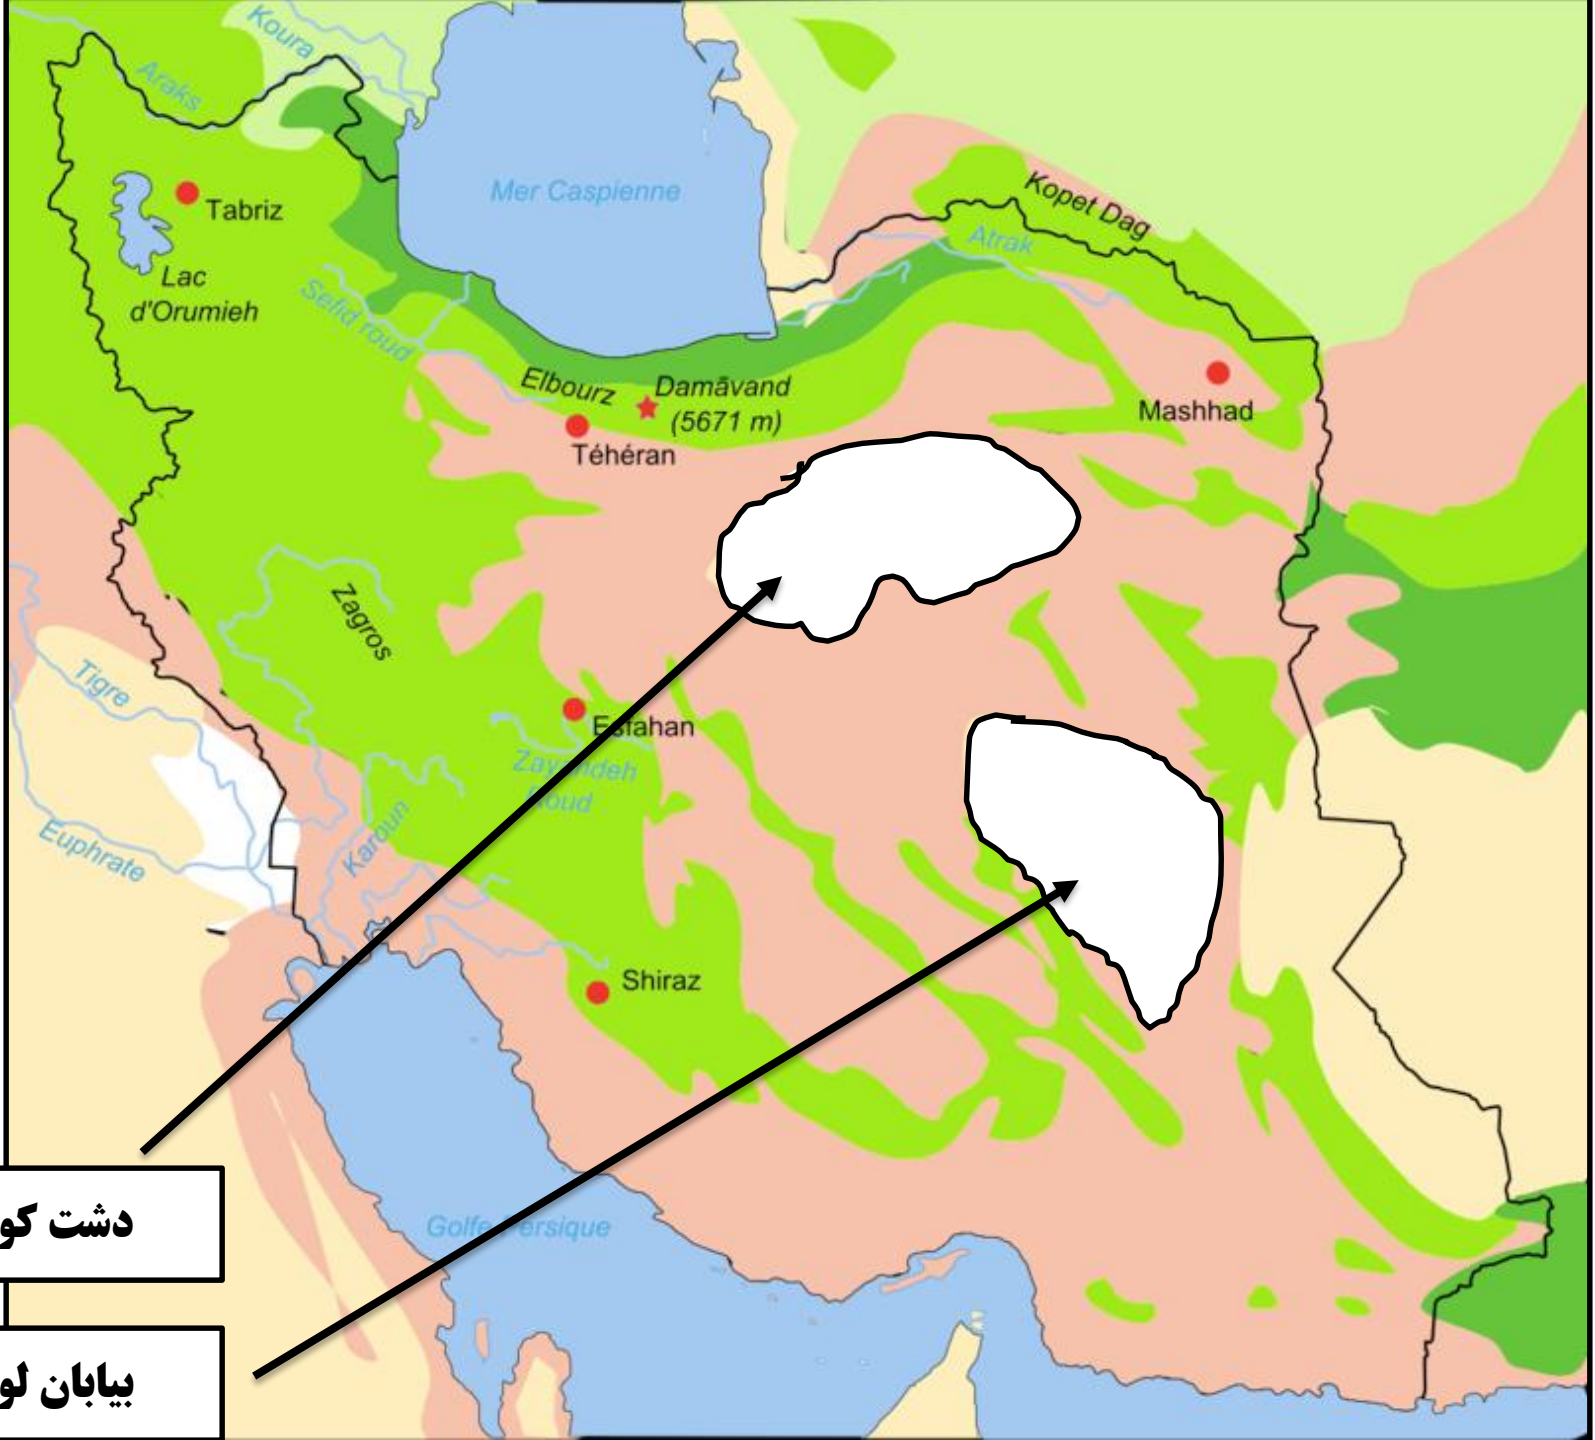 Koura
Araks
Mer Caspienne
Kopet Dag
Atrak
Tabriz
Lac
d'Orumieh
Sefid roud
Elbourz
Damāvand
(5671 m)
Téhéran
Mashhad
Zagros
Tigre
Esfahan
Zayandeh
Roud
Euphrate
Karoun
Shiraz
دشت کو
Golfe Persique
بیابان لو